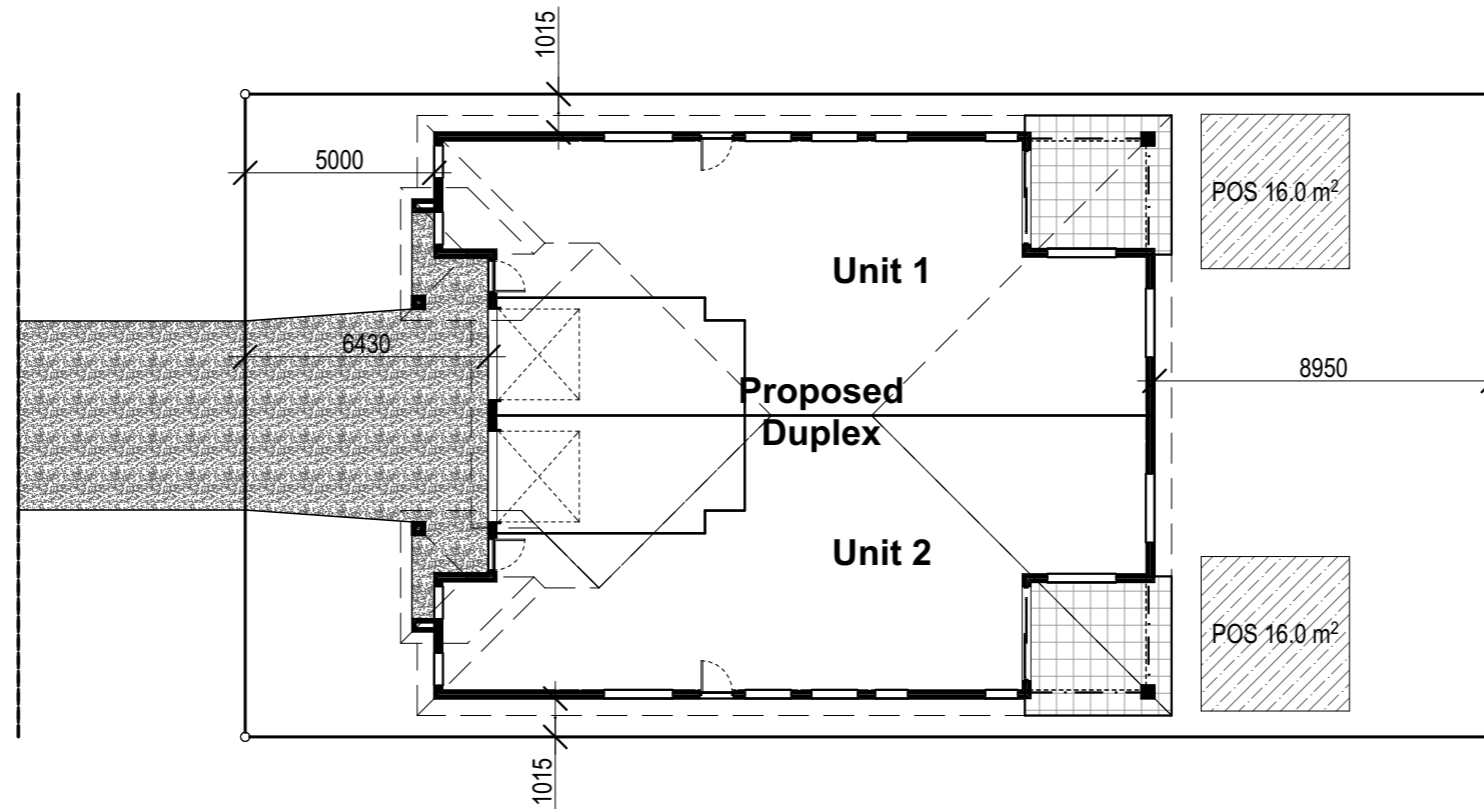 1015
5000
POS 16.0 m²
Unit 1
6430
8950
Proposed
Duplex
Unit 2
POS 16.0 m²
1015